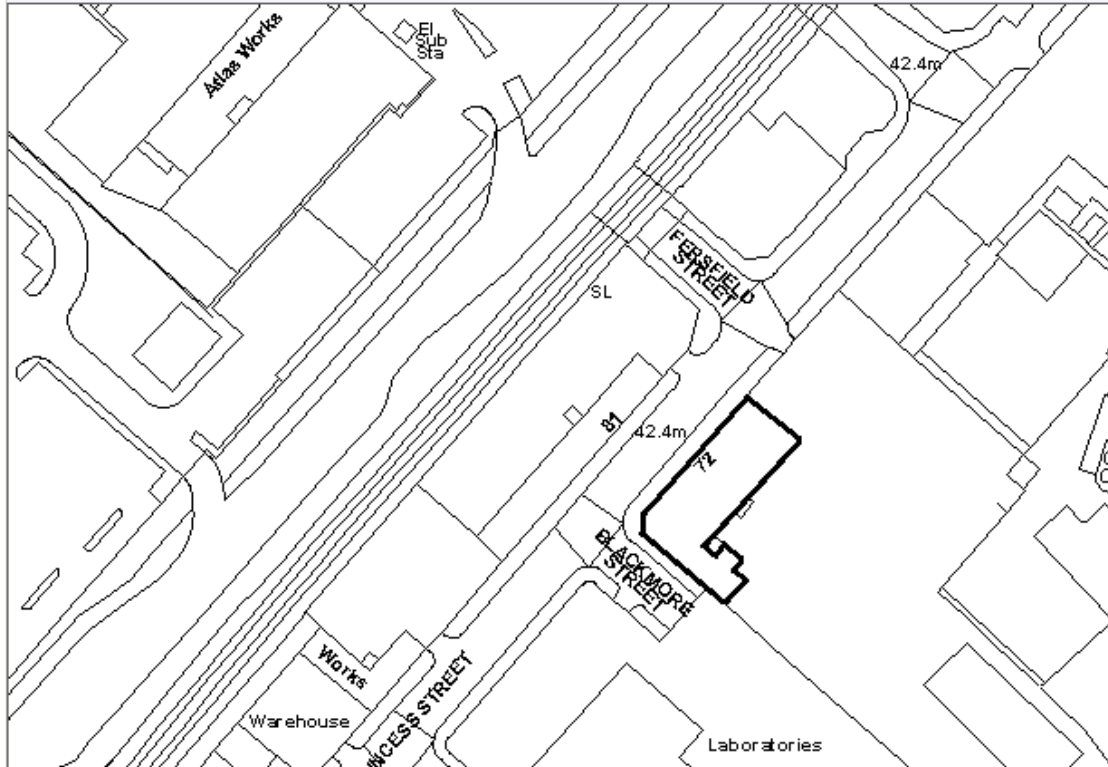 Atlas Works
El
Sub
Sta
42.4m
FERSFIELD
STREET
SL
81
42.4m
72
BLACKMORE
STREET
Works
NCESS STREET
Warehouse
Laboratories